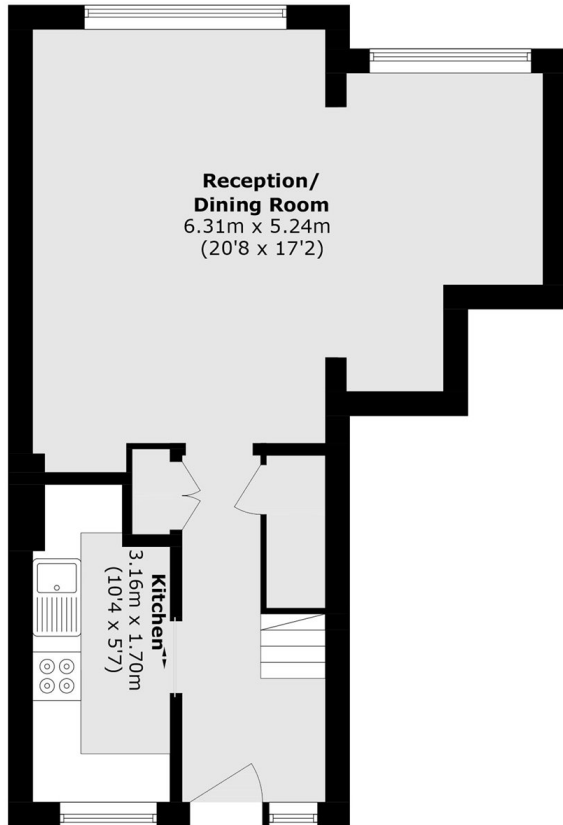 Reception/
Dining Room
6.31m x 5.24m
(20'8 x 17'2)
Kitchen
3.16m x 1.70m
(10'4 x 5'7)